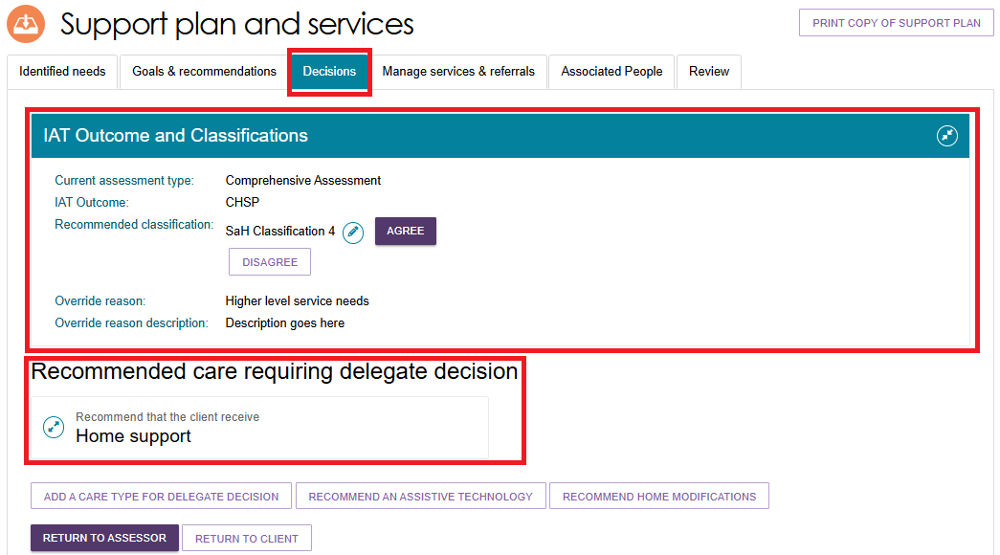 Support plan and services
PRINT COPY OF SUPPORT PLAN
Identified needs
Goals & recommendations
Decisions
Manage services & referrals
Associated People
Review
IAT Outcome and Classifications
Current assessment type: Comprehensive Assessment
IAT Outcome: CHSP
Recommended classification: SaH Classification 4 AGREE
DISAGREE
Override reason: Higher level service needs
Override reason description: Description goes here
Recommended care requiring delegate decision
Recommend that the client receive
Home support
ADD A CARE TYPE FOR DELEGATE DECISION
RECOMMEND AN ASSISTIVE TECHNOLOGY
RECOMMEND HOME MODIFICATIONS
RETURN TO ASSESSOR
RETURN TO CLIENT